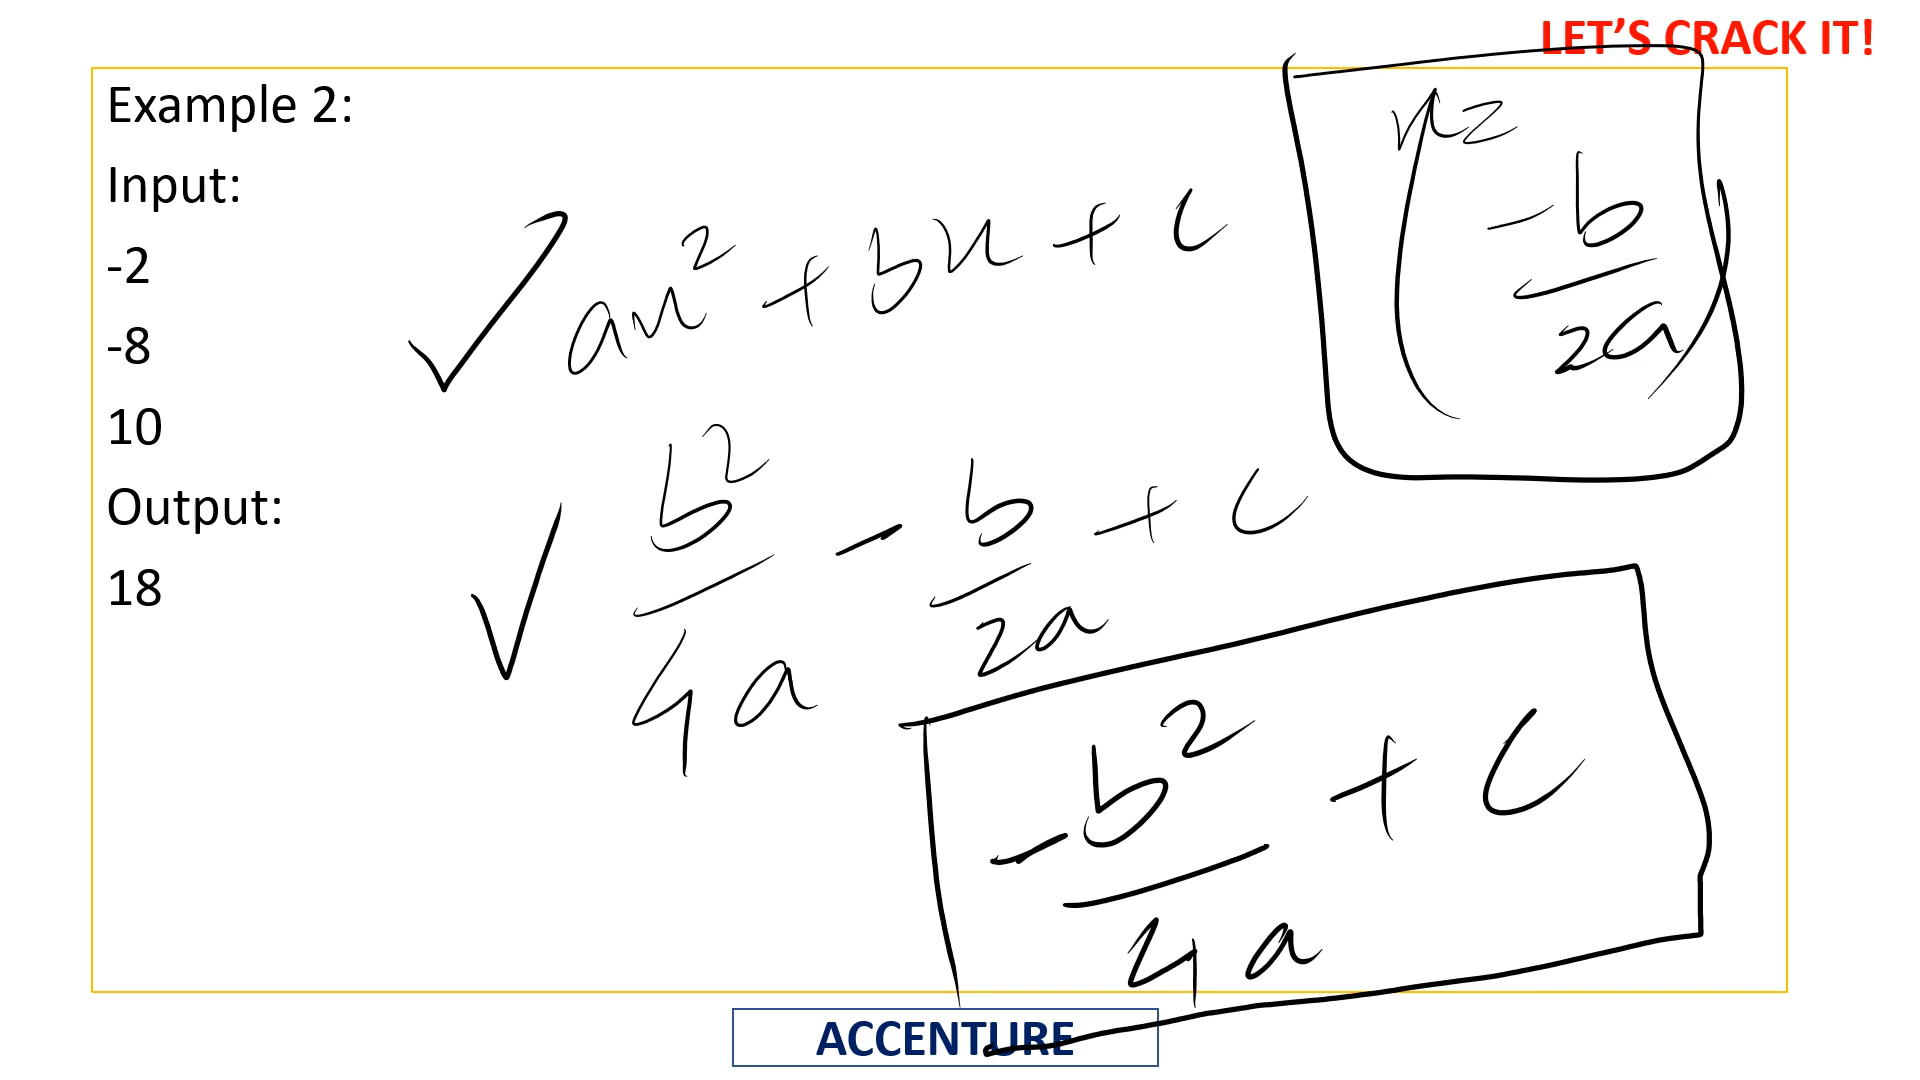 LET'S CRACK IT!
Example 2:
Input:
-2
-8
10
Output:
18
ax² + bx + c
x = (-b/2a)
b²/4a - b/2a + c
-b²/4a + c
ACCENTURE